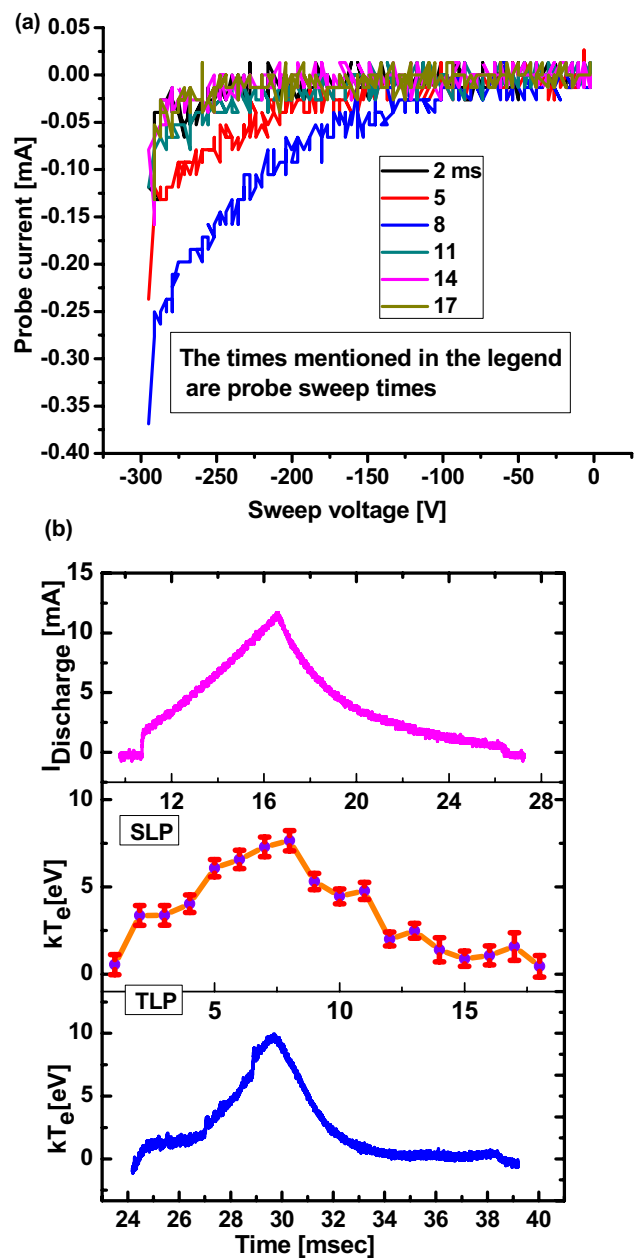 (a)
0.05
0.00
-0.05
-0.10
-0.15
-0.20
-0.25
-0.30
-0.35
-0.40
Probe current [mA]
2 ms
5
8
11
14
17
The times mentioned in the legend
are probe sweep times
-300 -250 -200 -150 -100 -50 0
Sweep voltage [V]
(b)
15
10
5
0
I_Discharge [mA]
12 16 20 24 28
10
5
0
kT_e[eV]
SLP
5 10 15
TLP
10
5
0
kT_e[eV]
24 26 28 30 32 34 36 38 40
Time [msec]